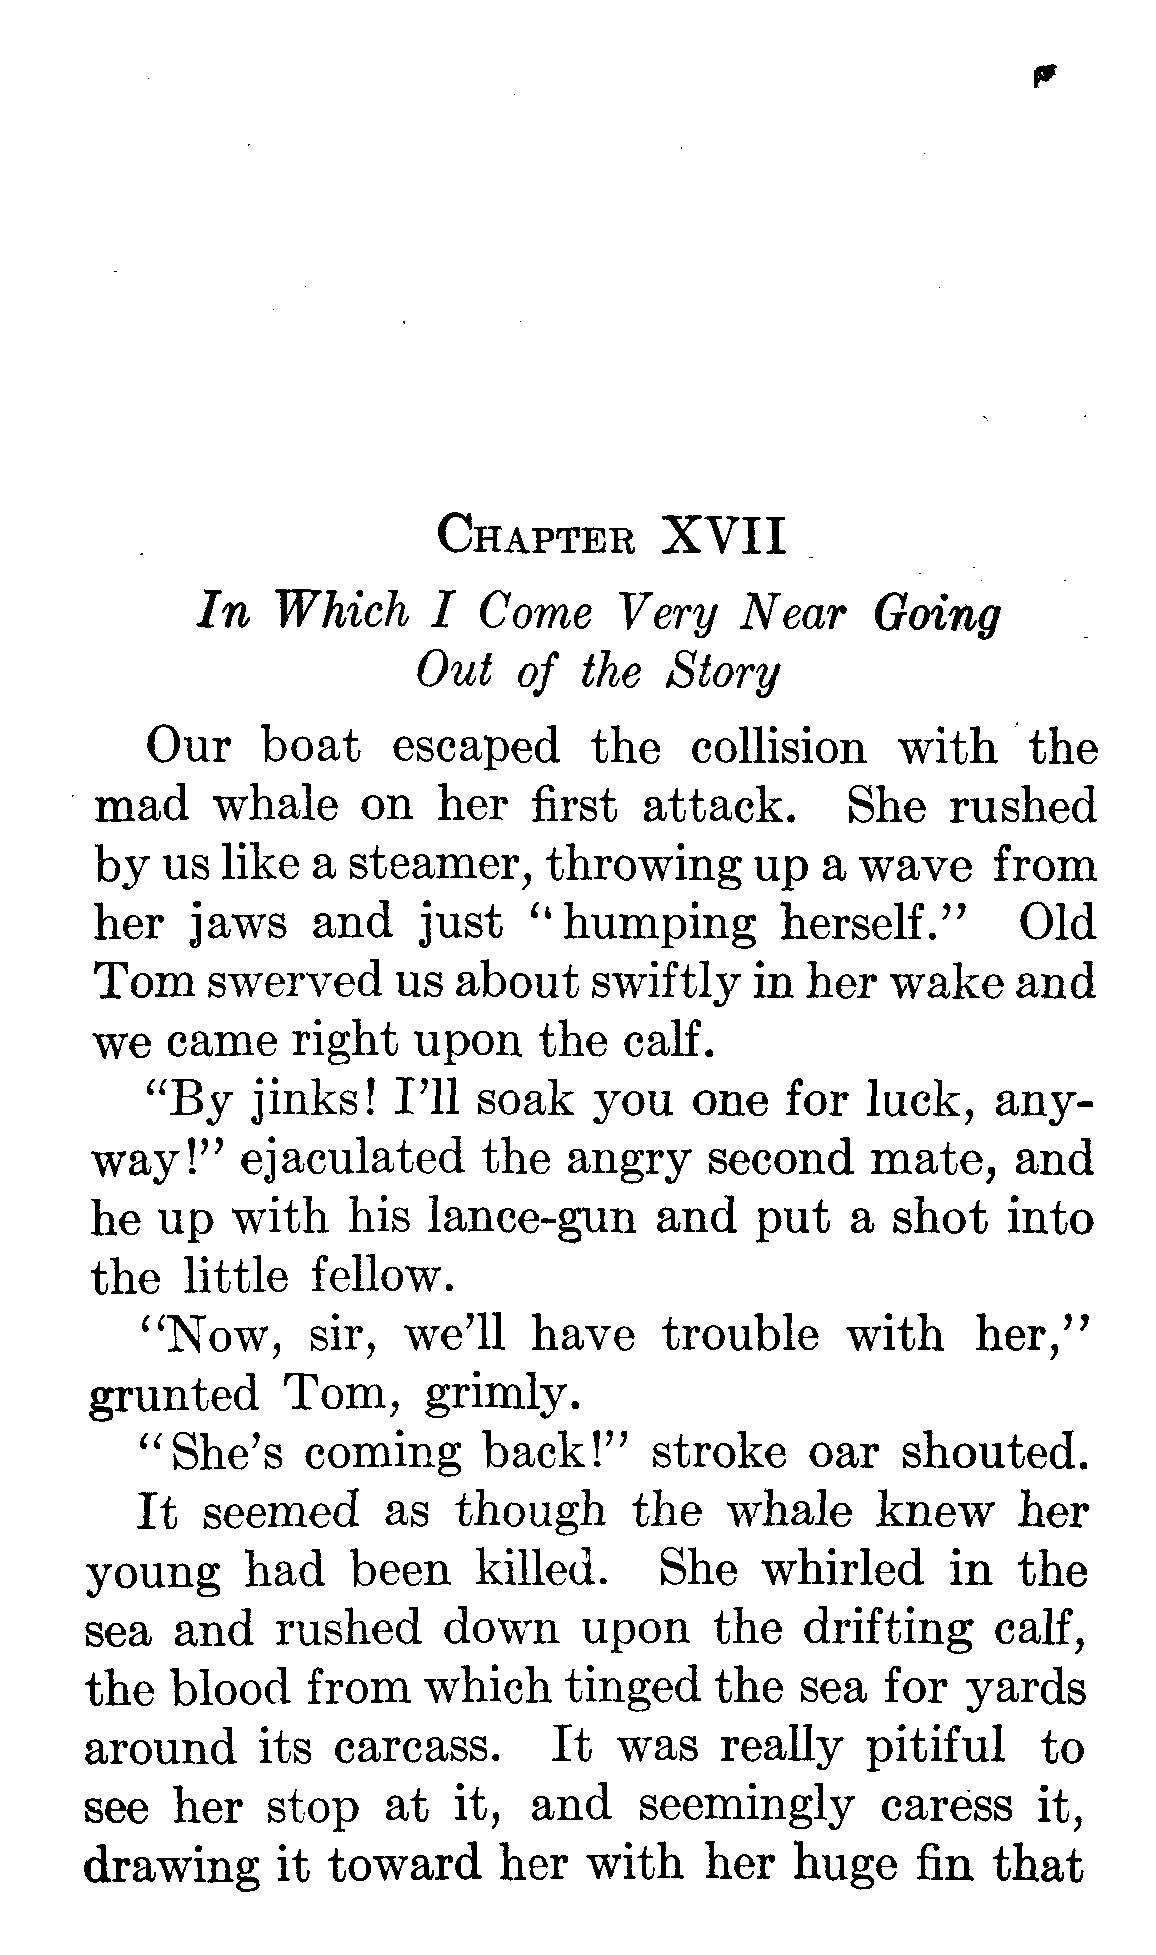 Chapter XVII
In Which I Come Very Near Going
Out of the Story
Our boat escaped the collision with the
mad whale on her first attack. She rushed
by us like a steamer, throwing up a wave from
her jaws and just "humping herself." Old
Tom swerved us about swiftly in her wake and
we came right upon the calf.
"By jinks! I'll soak you one for luck, any-
way!" ejaculated the angry second mate, and
he up with his lance-gun and put a shot into
the little fellow.
"Now, sir, we'll have trouble with her,"
grunted Tom, grimly.
"She's coming back!" stroke oar shouted.
It seemed as though the whale knew her
young had been killed. She whirled in the
sea and rushed down upon the drifting calf,
the blood from which tinged the sea for yards
around its carcass. It was really pitiful to
see her stop at it, and seemingly caress it,
drawing it toward her with her huge fin that